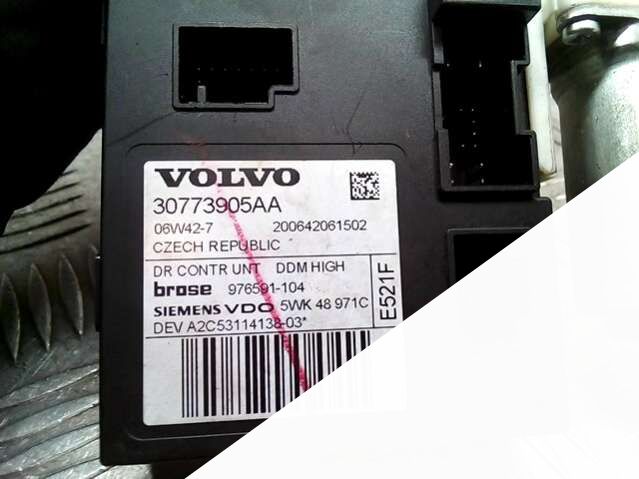 VOLVO
30773905AA
06W42-7 200642061502
CZECH REPUBLIC
DR CONTR UNT DDM HIGH
brose 976591-104
SIEMENS VDO 5WK 48 971C
DEV A2C53114138-03*
E521F